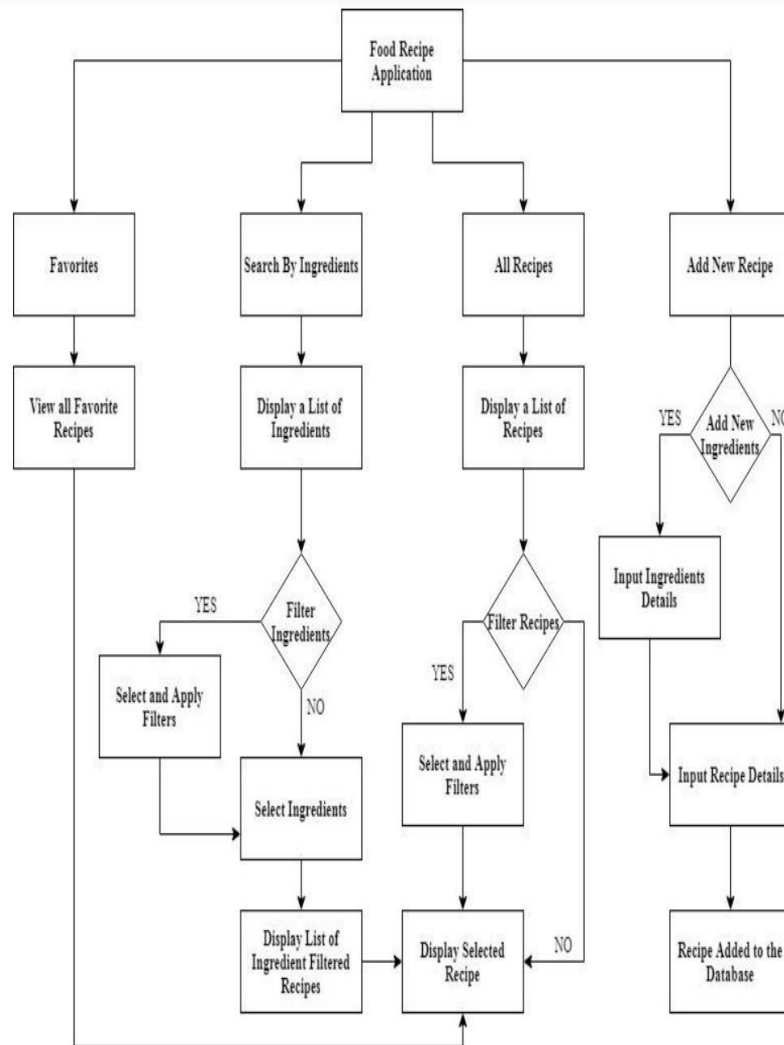 Food Recipe
Application
Favorites
Search By Ingredients
All Recipes
Add New Recipe
View all Favorite
Recipes
Display a List of
Ingredients
Display a List of
Recipes
YES
Add New
Ingredients
NO
Input Ingredients
Details
YES
Filter
Ingredients
NO
Filter Recipes
YES
Select and Apply
Filters
Select and Apply
Filters
Select Ingredients
Input Recipe Details
Display List of
Ingredient Filtered
Recipes
Display Selected
Recipe
NO
Recipe Added to the
Database